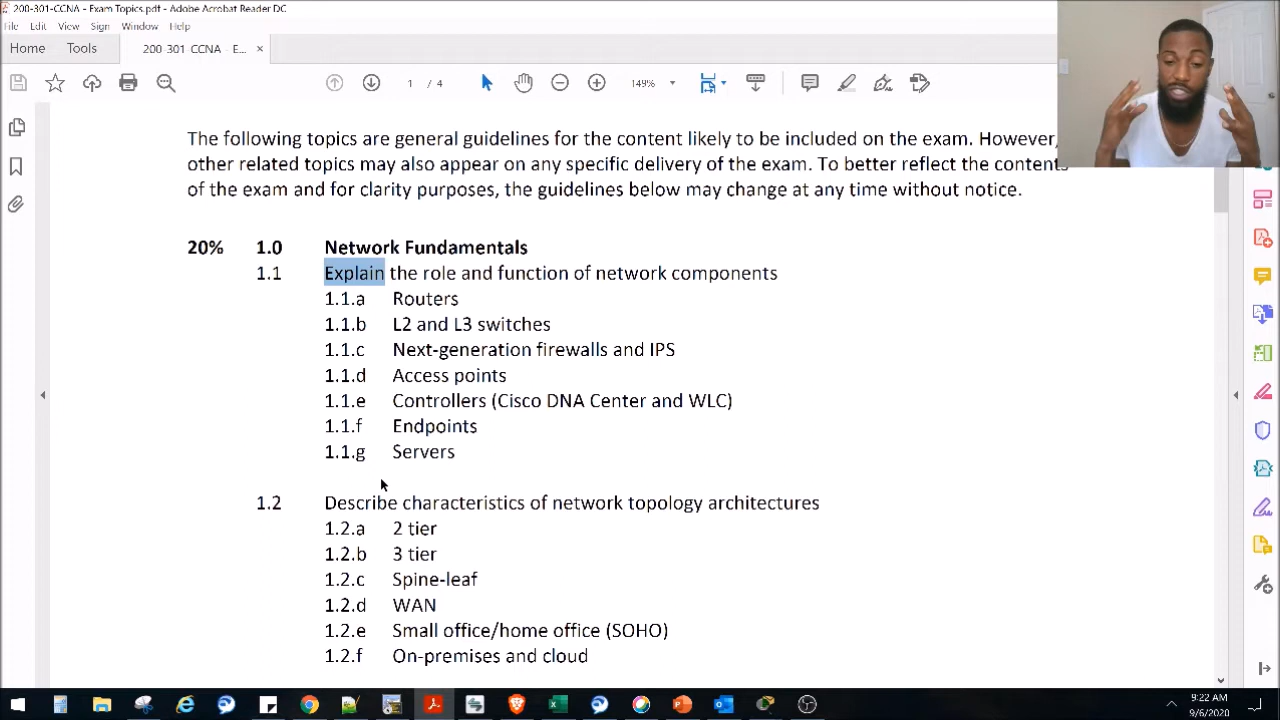 200-301-CCNA - Exam Topics.pdf - Adobe Acrobat Reader DC
File Edit View Sign Window Help
Home Tools 200-301 CCNA - E... ×
1 / 4 149%
The following topics are general guidelines for the content likely to be included on the exam. However,
other related topics may also appear on any specific delivery of the exam. To better reflect the contents
of the exam and for clarity purposes, the guidelines below may change at any time without notice.
20% 1.0 Network Fundamentals
1.1 Explain the role and function of network components
1.1.a Routers
1.1.b L2 and L3 switches
1.1.c Next-generation firewalls and IPS
1.1.d Access points
1.1.e Controllers (Cisco DNA Center and WLC)
1.1.f Endpoints
1.1.g Servers
1.2 Describe characteristics of network topology architectures
1.2.a 2 tier
1.2.b 3 tier
1.2.c Spine-leaf
1.2.d WAN
1.2.e Small office/home office (SOHO)
1.2.f On-premises and cloud
9:22 AM
9/6/2020